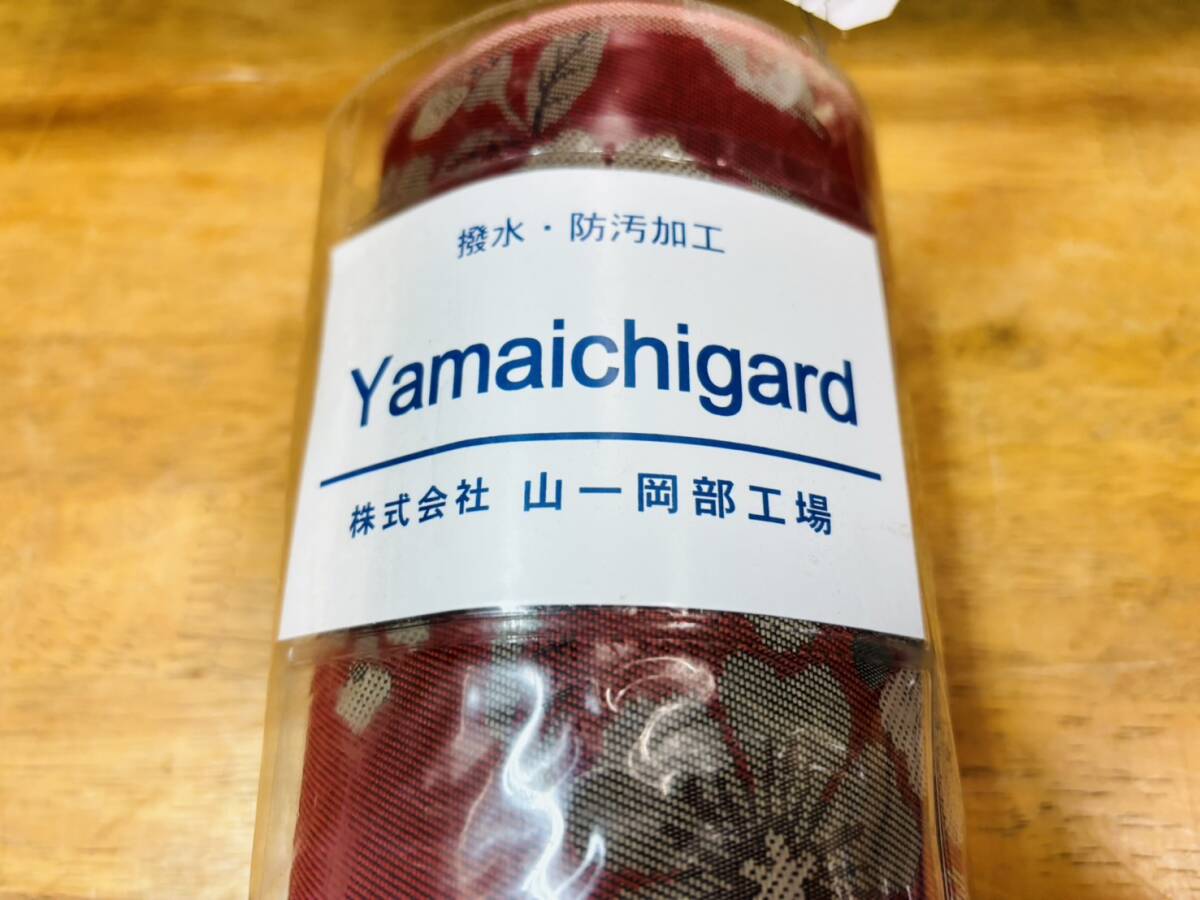 撥水・防汚加工
Yamaichigard
株式会社 山一岡部工場